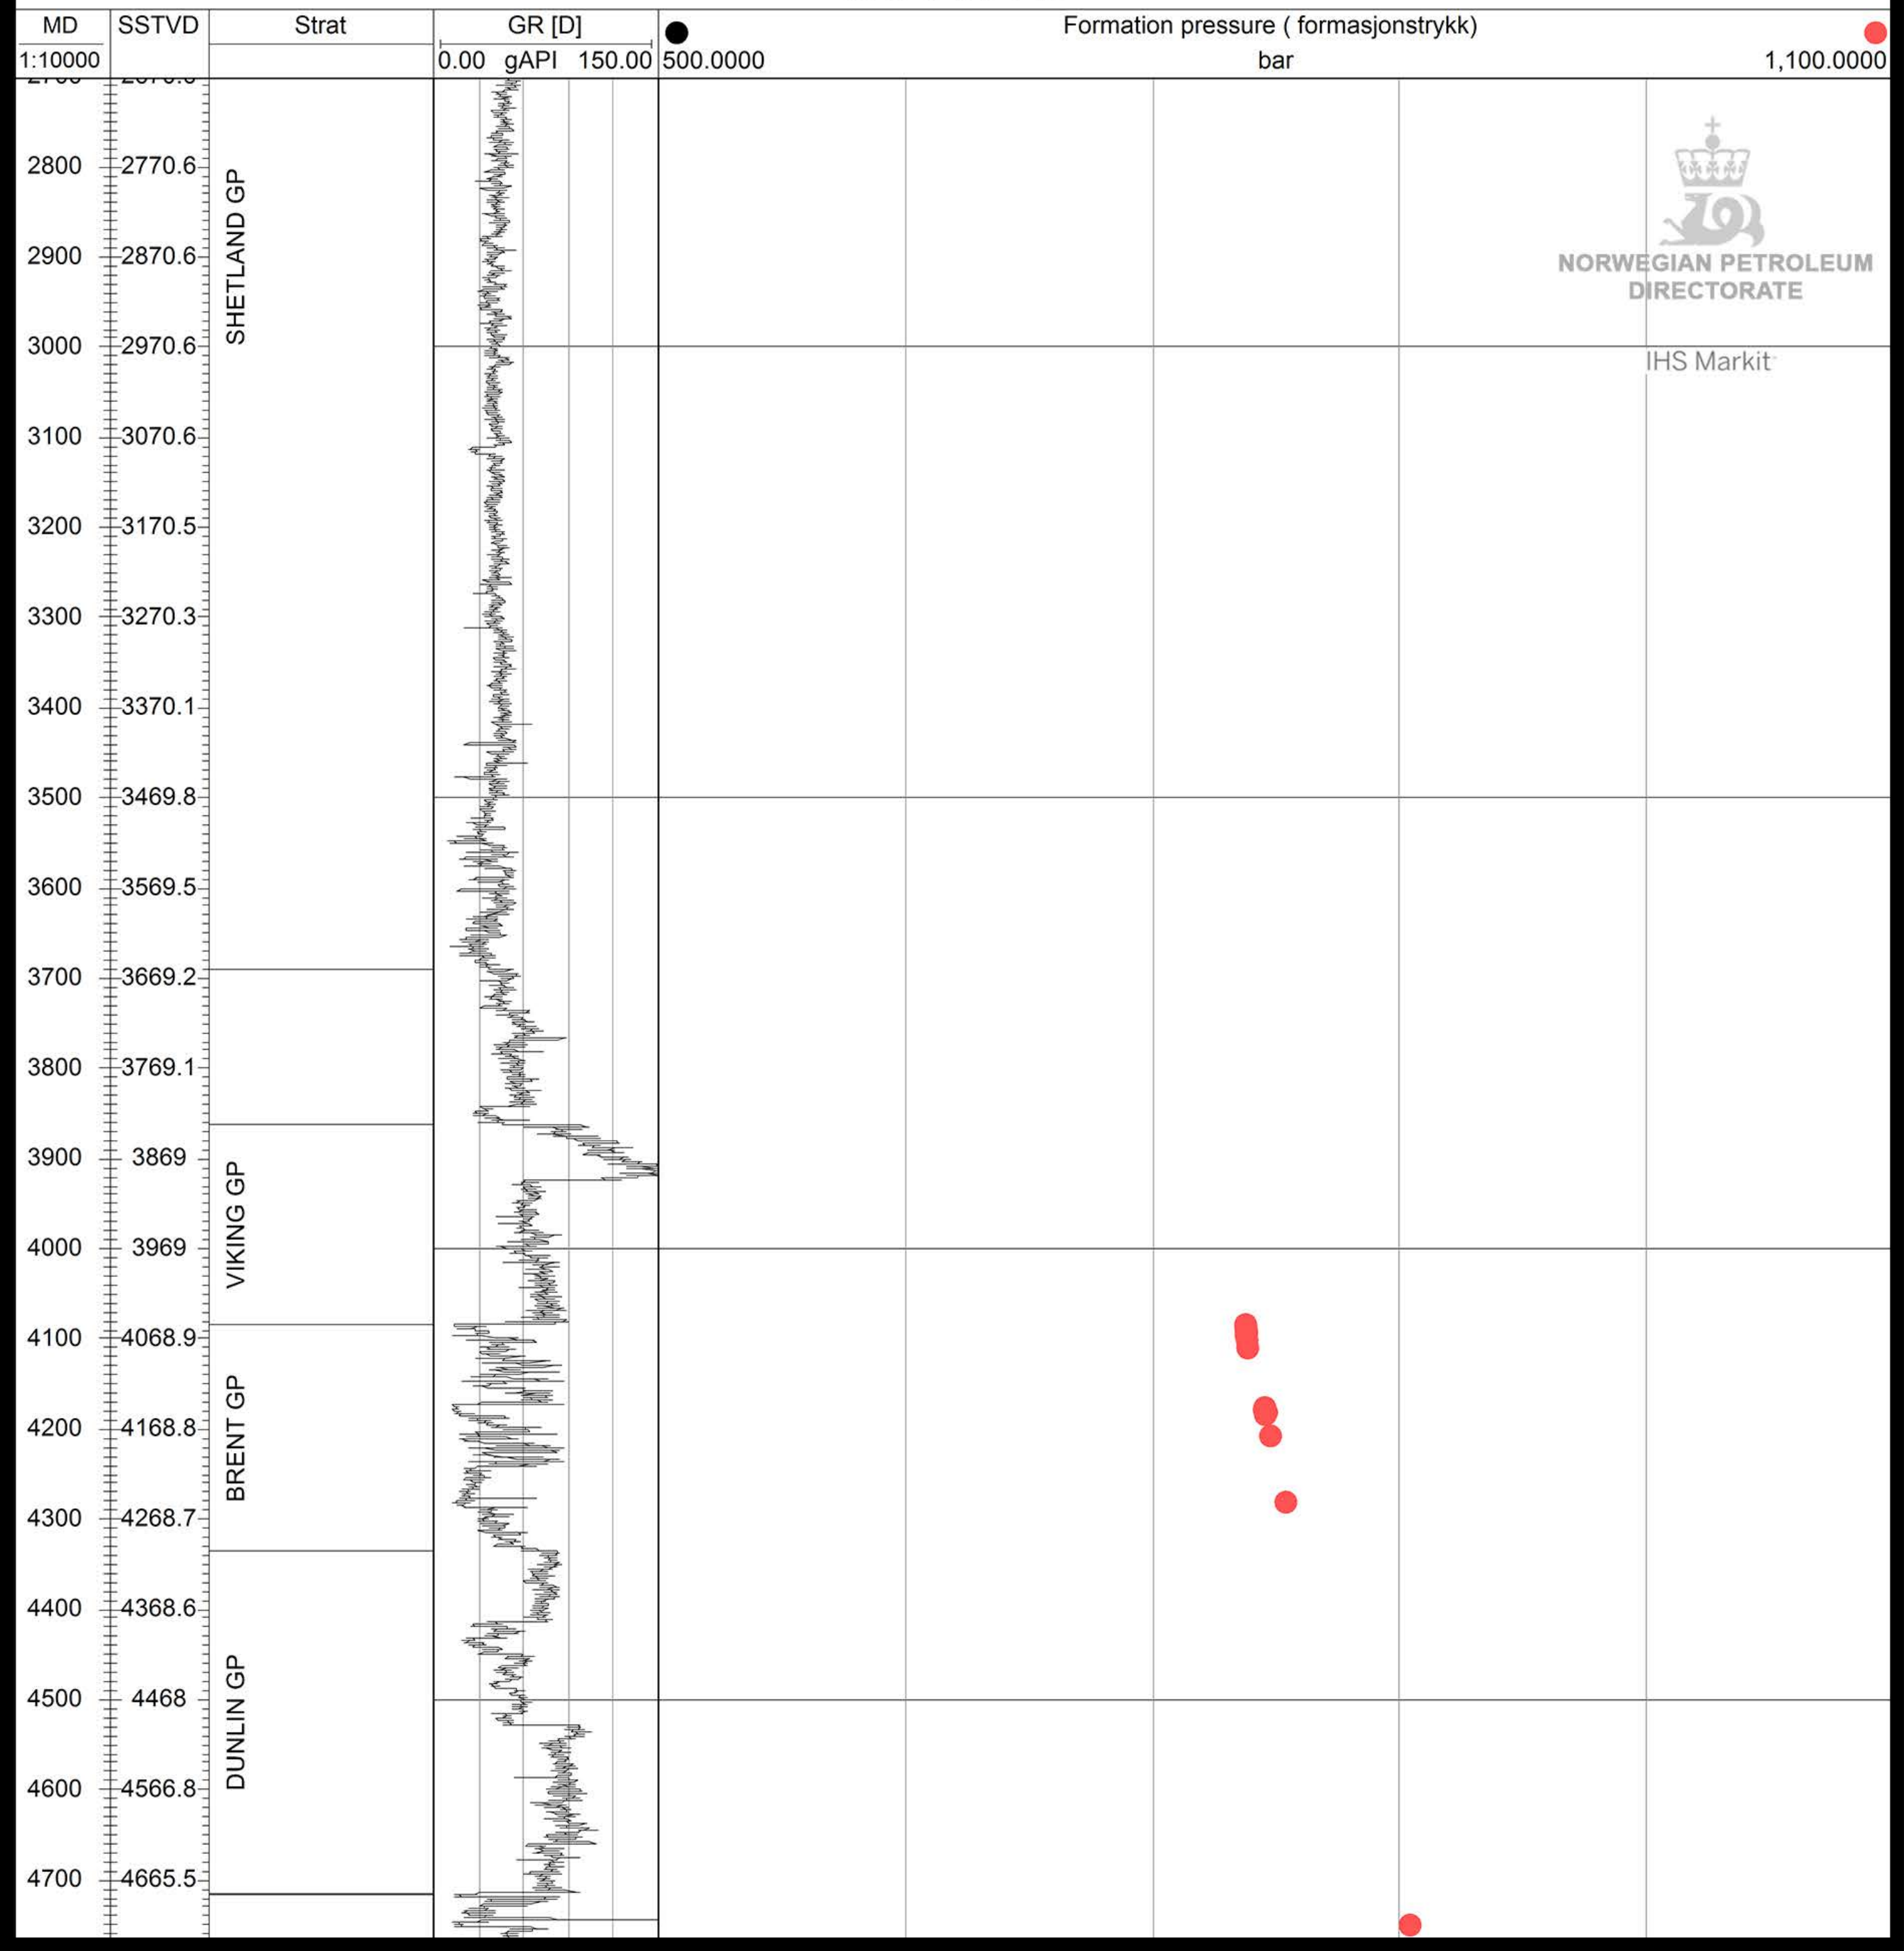 MD SSTVD Strat GR [D] Formation pressure ( formasjonstrykk)
1:10000 0.00 gAPI 150.00 500.0000 bar 1,100.0000
2800 2770.6
2900 2870.6
3000 2970.6
3100 3070.6
3200 3170.5
3300 3270.3
3400 3370.1
3500 3469.8
3600 3569.5
3700 3669.2
3800 3769.1
3900 3869
4000 3969
4100 4068.9
4200 4168.8
4300 4268.7
4400 4368.6
4500 4468
4600 4566.8
4700 4665.5
SHETLAND GP
VIKING GP
BRENT GP
DUNLIN GP
NORWEGIAN PETROLEUM
DIRECTORATE
IHS Markit